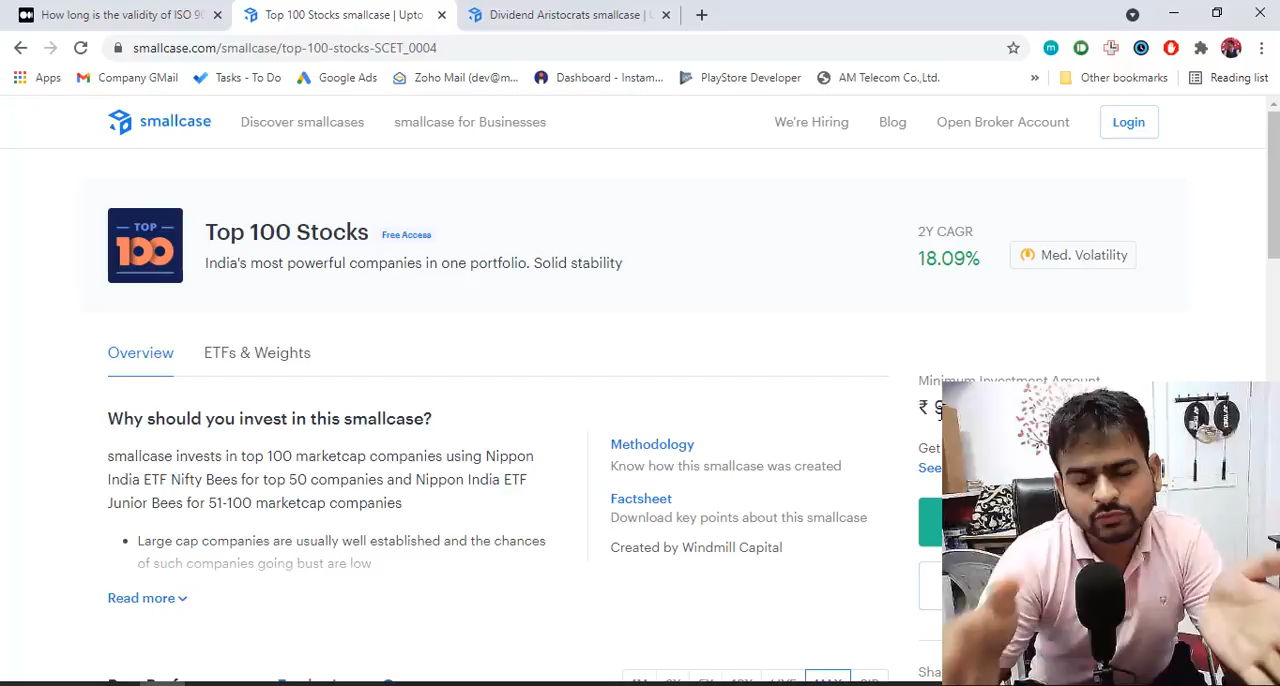 How long is the validity of ISO 90
Top 100 Stocks smallcase | Upto
Dividend Aristocrats smallcase |
smallcase.com/smallcase/top-100-stocks-SCET_0004
Apps
Company GMail
Tasks - To Do
Google Ads
Zoho Mail (dev@m...
Dashboard - Instam...
PlayStore Developer
AM Telecom Co.,Ltd.
»
Other bookmarks
Reading list
smallcase
Discover smallcases
smallcase for Businesses
We're Hiring
Blog
Open Broker Account
Login
TOP
100
Top 100 Stocks
Free Access
India's most powerful companies in one portfolio. Solid stability
2Y CAGR
18.09%
Med. Volatility
Overview
ETFs & Weights
Why should you invest in this smallcase?
smallcase invests in top 100 marketcap companies using Nippon
India ETF Nifty Bees for top 50 companies and Nippon India ETF
Junior Bees for 51-100 marketcap companies
• Large cap companies are usually well established and the chances
of such companies going bust are low
Read more
Methodology
Know how this smallcase was created
Factsheet
Download key points about this smallcase
Created by Windmill Capital
Minimum Investment Amount
₹
Get
See
Sha